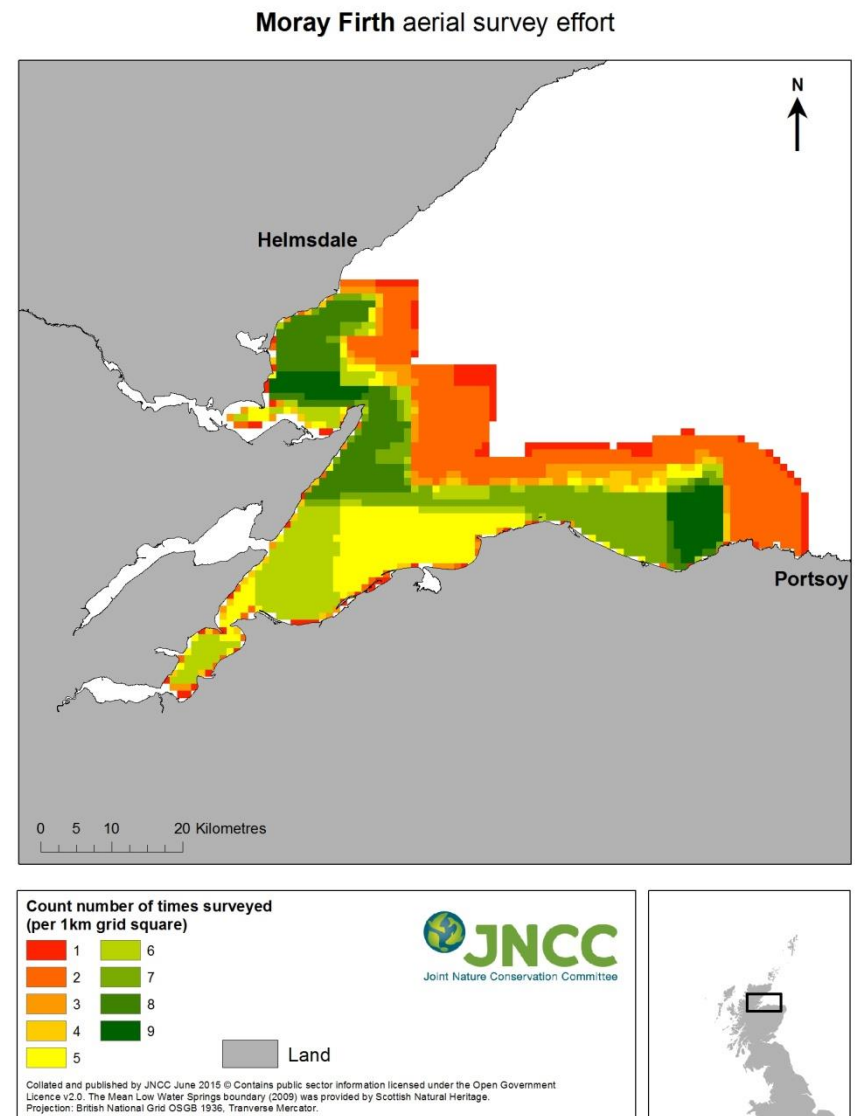 Moray Firth aerial survey effort
N
Helmsdale
Portsoy
0 5 10 20 Kilometres
Count number of times surveyed
(per 1km grid square)
1 6
2 7
3 8
4 9
5
Land
JNCC
Joint Nature Conservation Committee
Collated and published by JNCC June 2015 © Contains public sector information licensed under the Open Government
Licence v2.0. The Mean Low Water Springs boundary (2009) was provided by Scottish Natural Heritage.
Projection: British National Grid OSGB 1936, Tranverse Mercator.